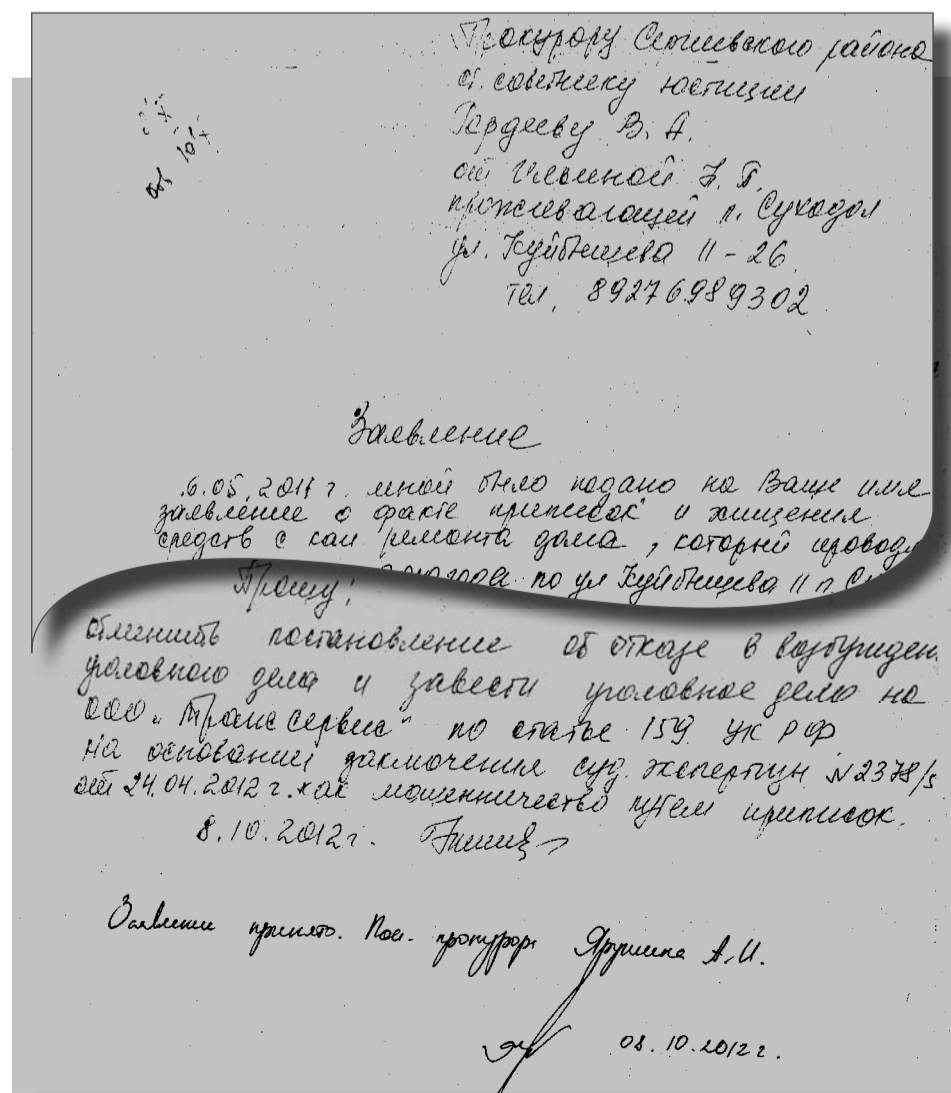 Прокурору Сергиевского района
ст. советнику юстиции
Гордееву В. А.
от Ильиной Н. П.
проживающей п. Суходол
ул. Куйбышева 11 - 26
тел. 89276989302
Заявление
6.05.2011 г. мной было подано на Ваше имя
заявление о факте приписок и хищения
средств с кап ремонта дома, который проводи
года по ул Куйбышева 11 п. Су
Прошу:
отменить постановление об отказе в возбужден.
уголовного дела и завести уголовное дело на
ООО "ТрансСервис" по статье 159 УК РФ
на основании заключения суд. экспертизы N 2378/5
от 24.04.2012 г. как мошенничество путем приписок.
8.10.2012 г.
Заявление принято. Пом. прокурора Ярушина А.И.
08.10.2012 г.